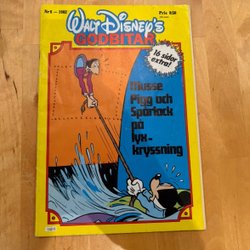 Nr 6 – 1982
Pris 8:50
WALT DISNEY'S
GODBITAR
16 sidor
extra!
Musse
Pigg och
Spårlock
på
lyx-
kryssning